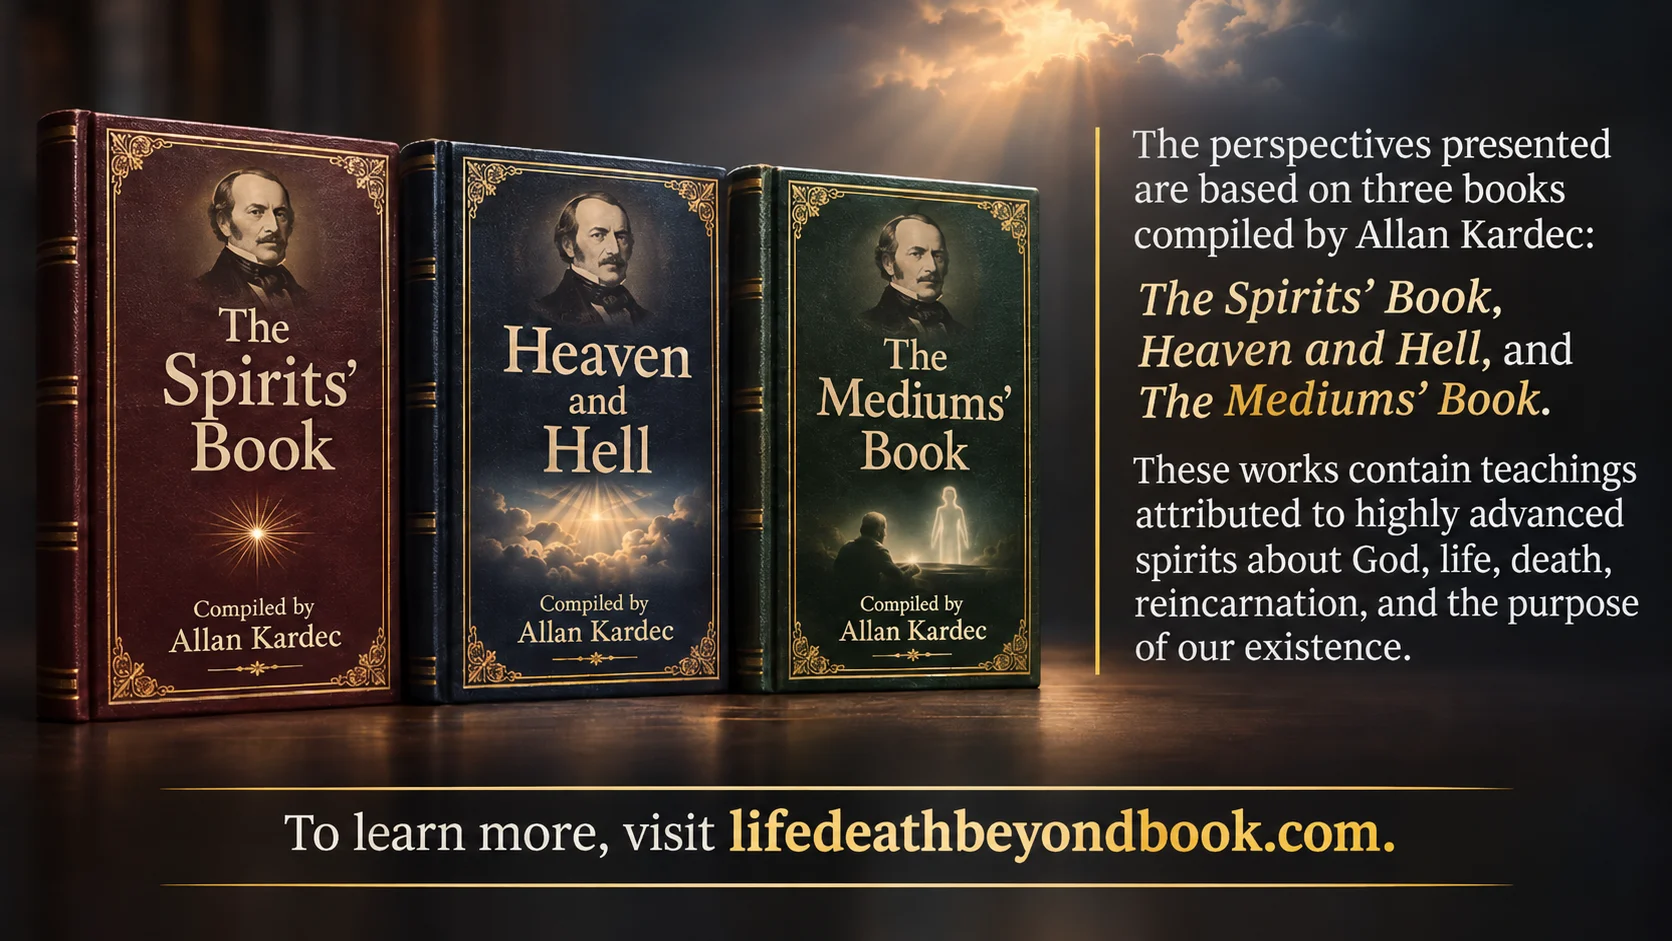 The
Spirits’
Book
Compiled by
Allan Kardec
Heaven
and
Hell
Compiled by
Allan Kardec
The
Mediums’
Book
Compiled by
Allan Kardec
The perspectives presented
are based on three books
compiled by Allan Kardec:
The Spirits’ Book,
Heaven and Hell, and
The Mediums’ Book.
These works contain teachings
attributed to highly advanced
spirits about God, life, death,
reincarnation, and the purpose
of our existence.
To learn more, visit lifedeathbeyondbook.com.